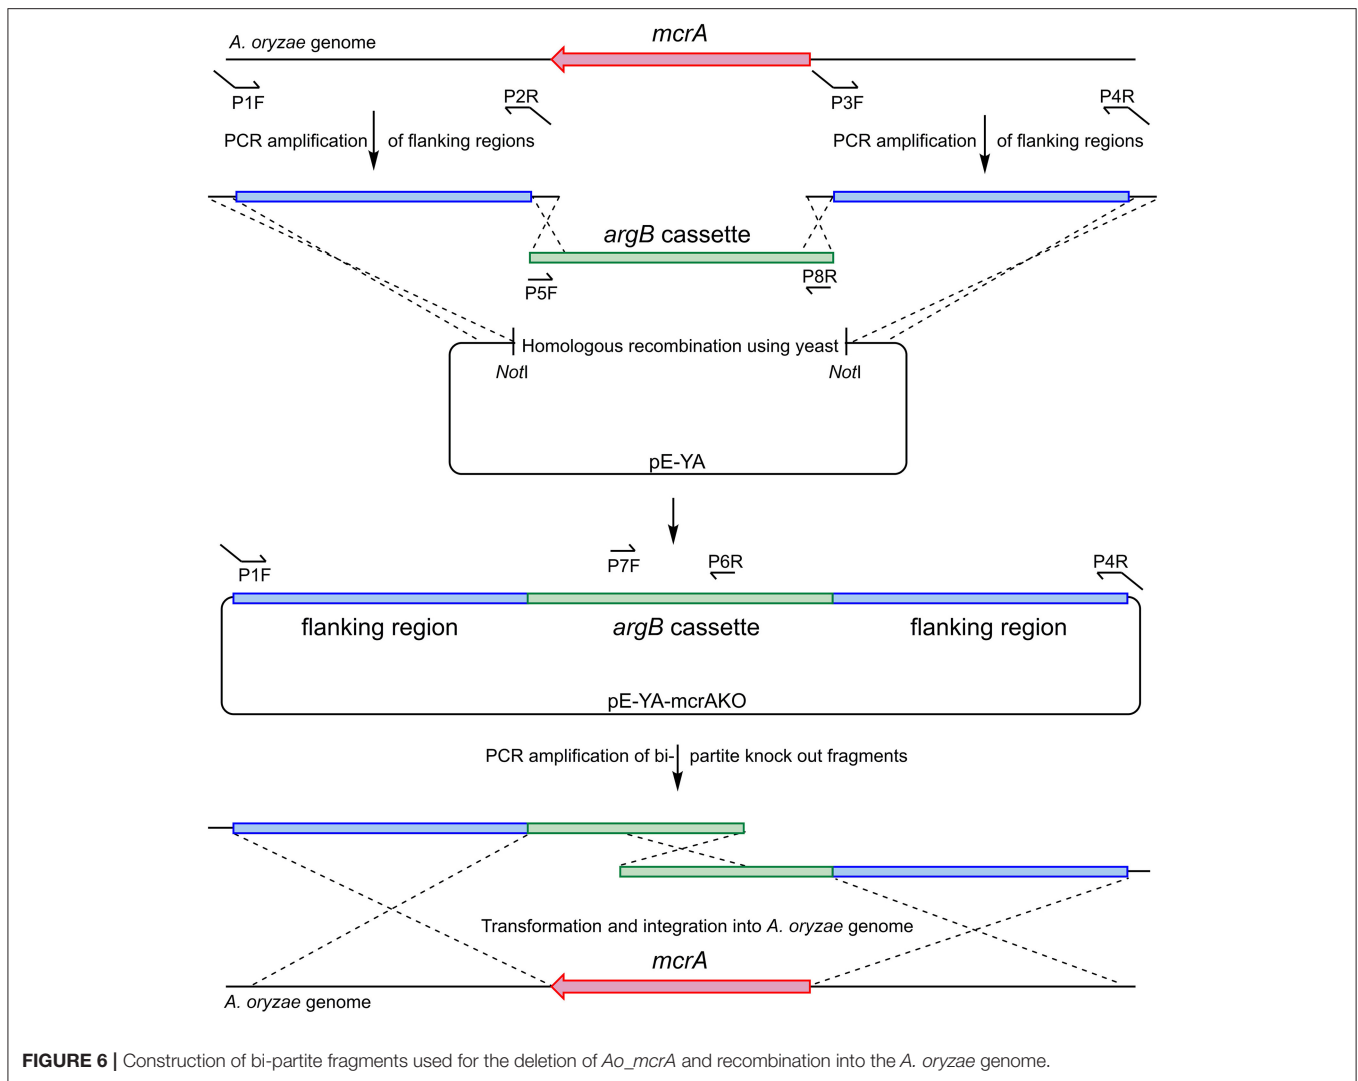 mcrA
A. oryzae genome
P1F
P2R
P3F
P4R
PCR amplification of flanking regions
PCR amplification of flanking regions
argB cassette
P5F
P8R
Homologous recombination using yeast
NotI
NotI
pE-YA
P1F
P7F
P6R
P4R
flanking region
argB cassette
flanking region
pE-YA-mcrAKO
PCR amplification of bi- partite knock out fragments
Transformation and integration into A. oryzae genome
mcrA
A. oryzae genome
FIGURE 6 | Construction of bi-partite fragments used for the deletion of Ao_mcrA and recombination into the A. oryzae genome.